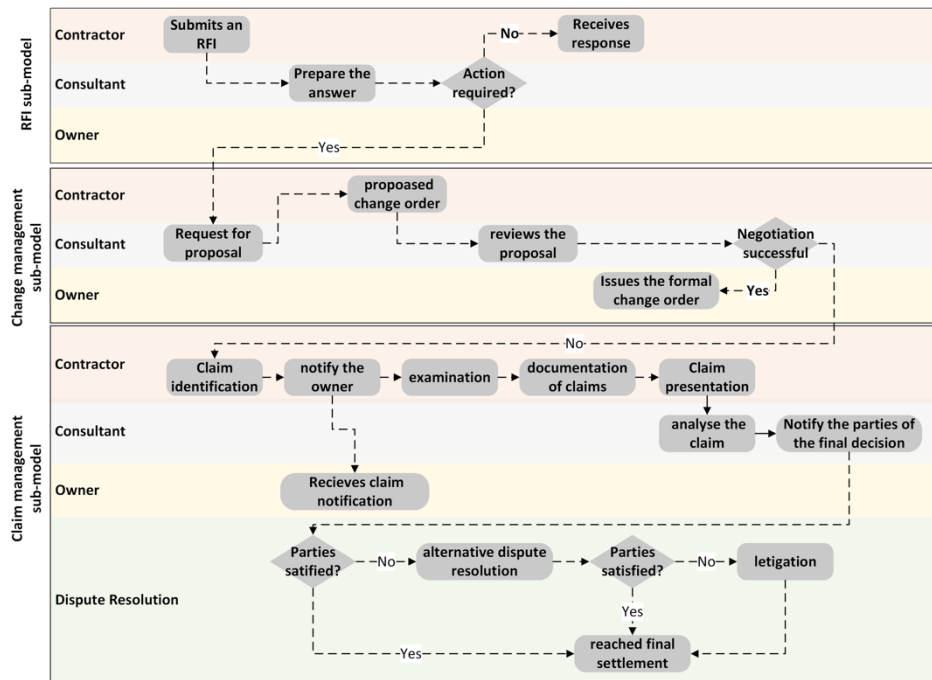 RFI sub-model
Contractor
Submits an
RFI
No
Receives
response
Consultant
Prepare the
answer
Action
required?
Owner
Yes
Change management
sub-model
Contractor
propoased
change order
Consultant
Request for
proposal
reviews the
proposal
Negotiation
successful
Owner
Issues the formal
change order
Yes
Claim management
sub-model
No
Contractor
Claim
identification
notify the
owner
examination
documentation
of claims
Claim
presentation
Consultant
analyse the
claim
Notify the parties of
the final decision
Owner
Recieves claim
notification
Dispute Resolution
Parties
satified?
No
alternative dispute
resolution
Parties
satisfied?
No
letigation
Yes
Yes
reached final
settlement